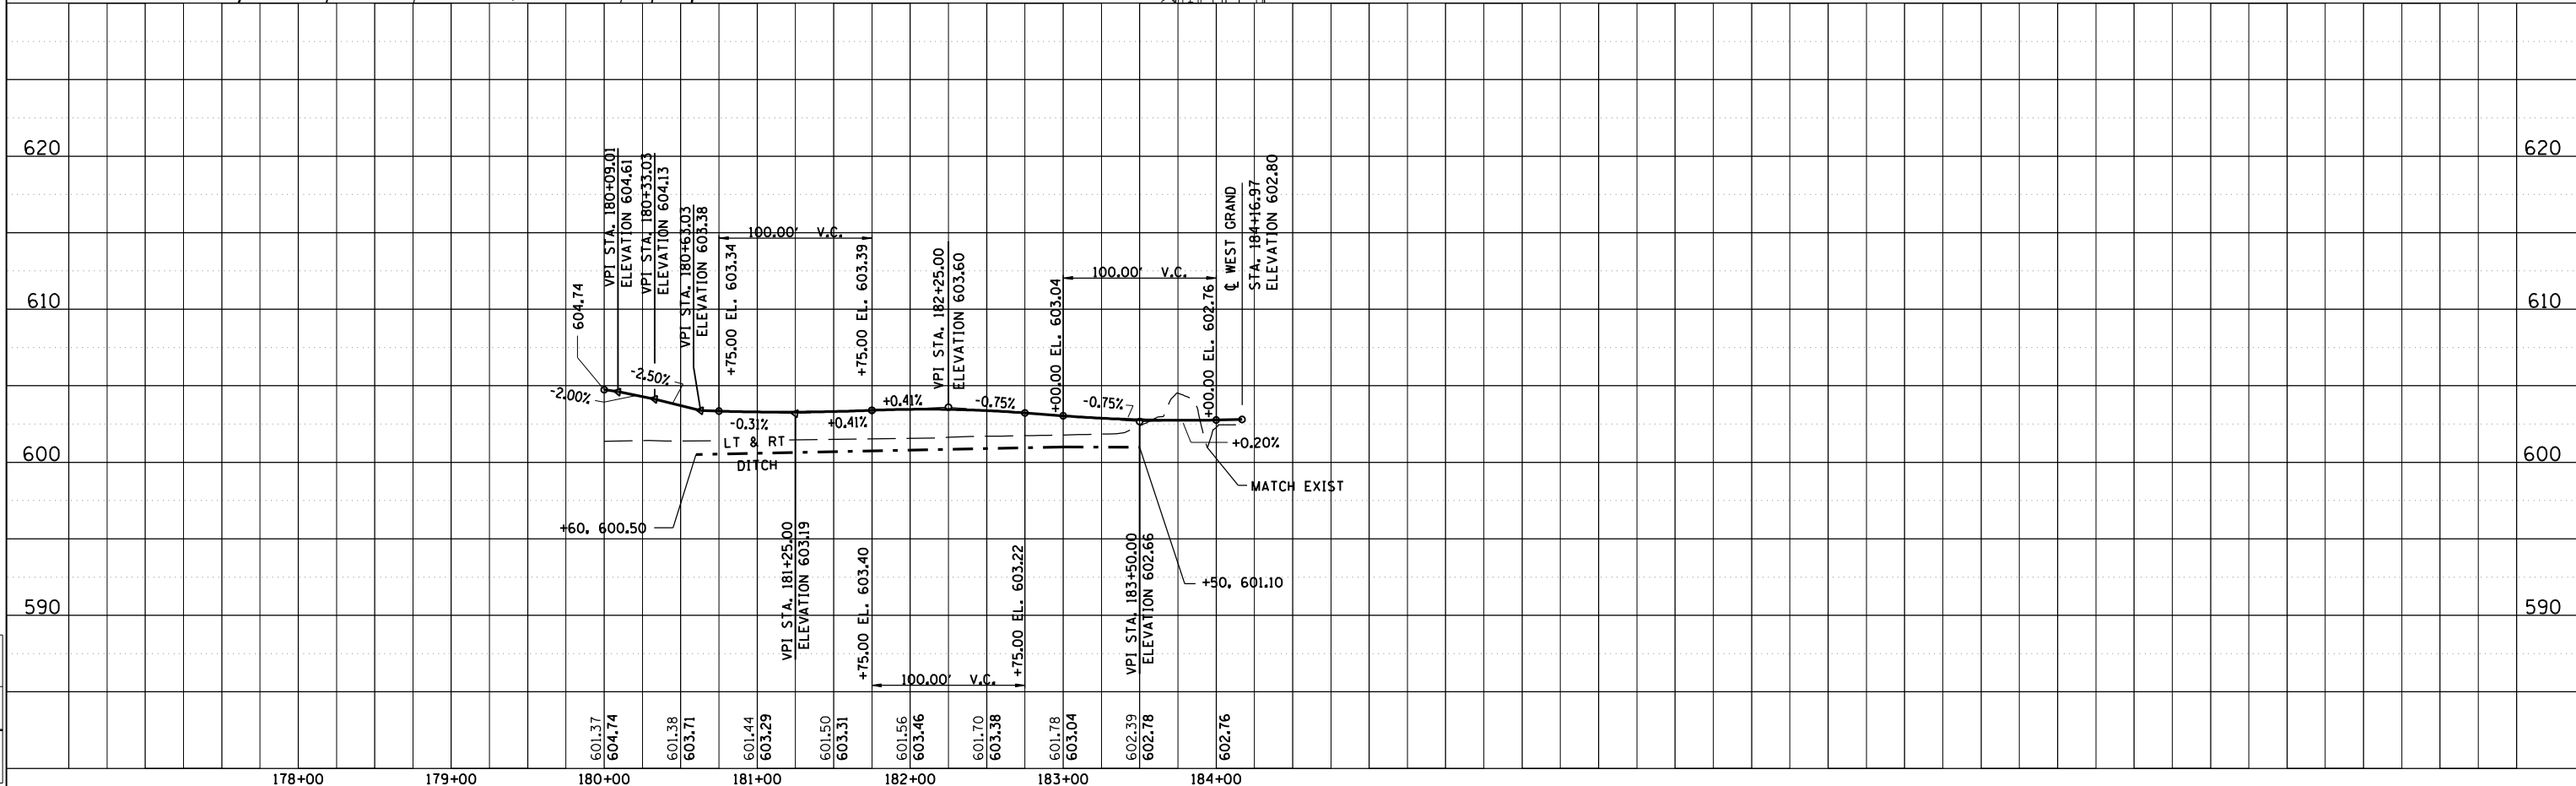 620
620
610
610
600
600
590
590
604.74
VPI STA. 180+09.01
ELEVATION 604.61
VPI STA. 180+33.03
ELEVATION 604.13
VPI STA. 180+63.03
ELEVATION 603.38
+75.00 EL. 603.34
100.00' V.C.
+75.00 EL. 603.39
VPI STA. 182+25.00
ELEVATION 603.60
+00.00 EL. 603.04
100.00' V.C.
+00.00 EL. 602.76
℄ WEST GRAND
STA. 184+16.97
ELEVATION 602.80
-2.00%
-2.50%
-0.31%
+0.41%
+0.41%
-0.75%
-0.75%
+0.20%
LT & RT
DITCH
MATCH EXIST
+60, 600.50
+50, 601.10
VPI STA. 181+25.00
ELEVATION 603.19
+75.00 EL. 603.40
100.00' V.C.
+75.00 EL. 603.22
VPI STA. 183+50.00
ELEVATION 602.66
601.37
604.74
601.38
603.71
601.44
603.29
601.50
603.31
601.56
603.46
601.70
603.38
601.78
603.04
602.39
602.78
602.76
178+00
179+00
180+00
181+00
182+00
183+00
184+00